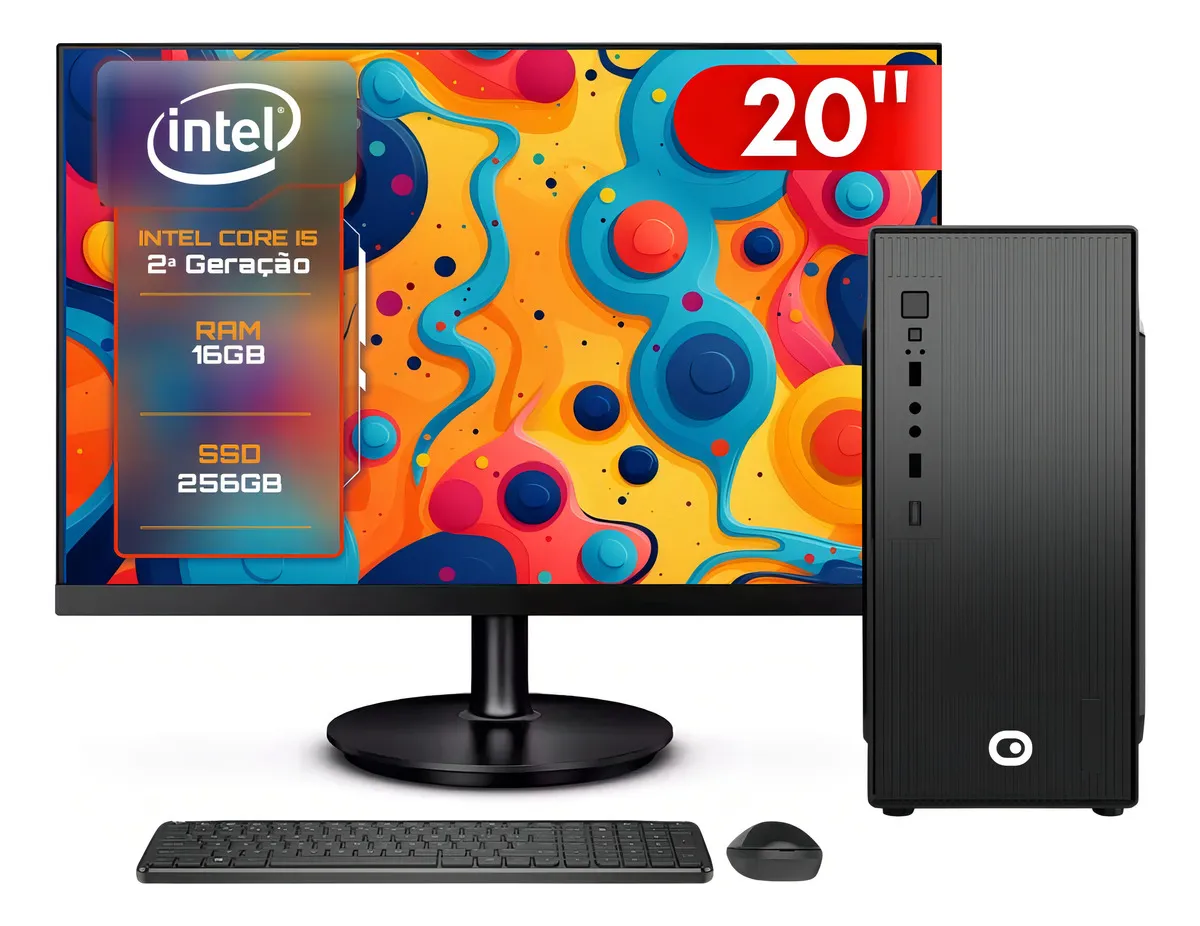 intel®
20"
INTEL CORE I5
2ª Geração
RAM
16GB
SSD
256GB